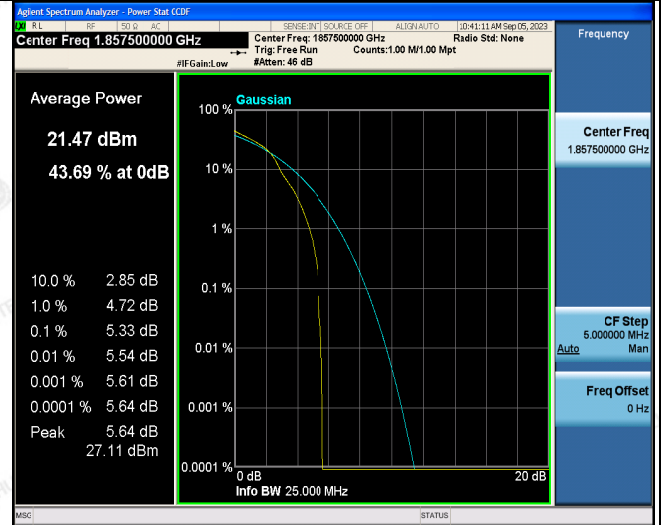 Agilent Spectrum Analyzer - Power Stat CCDF
RL RF 50 Ω AC SENSE:INT SOURCE OFF ALIGN AUTO 10:41:11 AM Sep 05, 2023
Center Freq 1.857500000 GHz
Center Freq: 1857500000 GHz
Radio Std: None
Trig: Free Run
Counts:1.00 M/1.00 Mpt
#IFGain:Low
#Atten: 46 dB
Frequency
Average Power
21.47 dBm
43.69 % at 0dB
10.0 % 2.85 dB
1.0 % 4.72 dB
0.1 % 5.33 dB
0.01 % 5.54 dB
0.001 % 5.61 dB
0.0001 % 5.64 dB
Peak 5.64 dB
27.11 dBm
Gaussian
100 %
10 %
1 %
0.1 %
0.01 %
0.001 %
0.0001 %
0 dB
20 dB
Info BW 25.000 MHz
Center Freq
1.857500000 GHz
CF Step
5.000000 MHz
Auto Man
Freq Offset
0 Hz
MSG
STATUS